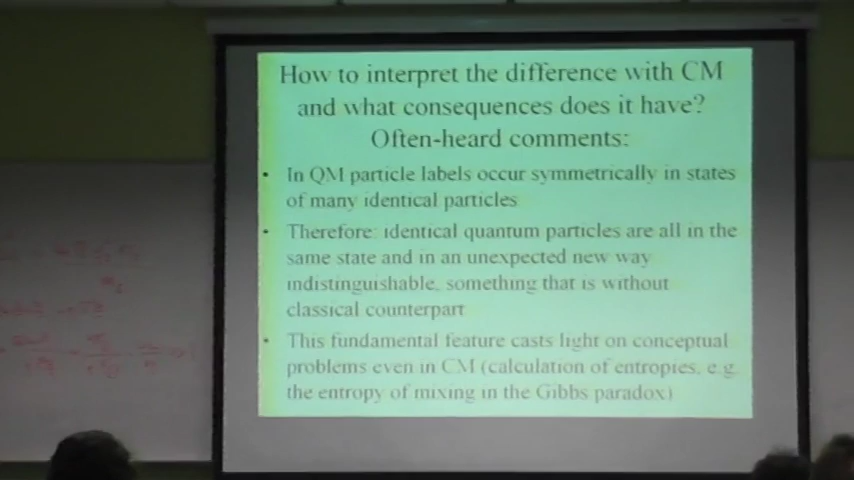 How to interpret the difference with CM
and what consequences does it have?
Often-heard comments:
• In QM particle labels occur symmetrically in states
of many identical particles
• Therefore: identical quantum particles are all in the
same state and in an unexpected new way
indistinguishable, something that is without
classical counterpart
• This fundamental feature casts light on conceptual
problems even in CM (calculation of entropies, e.g.
the entropy of mixing in the Gibbs paradox)